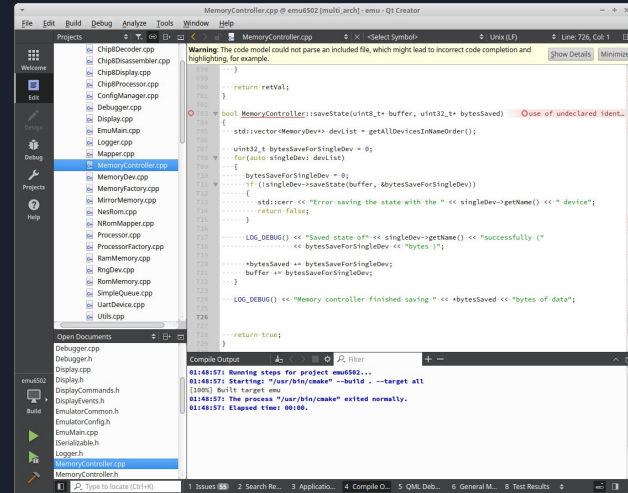 MemoryController.cpp @ emu6502 [multi_arch] - emu - Qt Creator
File Edit Build Debug Analyze Tools Window Help
Projects
MemoryController.cpp
<Select Symbol>
Unix (LF)
Line: 726, Col: 1
Warning: The code model could not parse an included file, which might lead to incorrect code completion and
highlighting, for example.
Show Details
Minimize
Welcome
Edit
Design
Debug
Projects
Help
emu6502
Build
Chip8Decoder.cpp
Chip8Disassembler.cpp
Chip8Display.cpp
Chip8Processor.cpp
ConfigManager.cpp
Debugger.cpp
Display.cpp
EmuMain.cpp
Logger.cpp
Mapper.cpp
MemoryController.cpp
MemoryDev.cpp
MemoryFactory.cpp
MirrorMemory.cpp
NesRom.cpp
NRomMapper.cpp
Processor.cpp
ProcessorFactory.cpp
RamMemory.cpp
RngDev.cpp
RomMemory.cpp
SimpleQueue.cpp
UartDevice.cpp
Utils.cpp
Open Documents
Debugger.cpp
Debugger.h
Display.cpp
Display.h
DisplayCommands.h
DisplayEvents.h
EmulatorCommon.h
EmulatorConfig.h
EmuMain.cpp
ISerializable.h
Logger.h
MemoryController.cpp
MemoryController.h
}
return retVal;
}
bool MemoryController::saveState(uint8_t* buffer, uint32_t* bytesSaved) use of undeclared ident…
{
std::vector<MemoryDev*> devList = getAllDevicesInNameOrder();
uint32_t bytesSaveForSingleDev = 0;
for(auto singleDev: devList)
{
bytesSaveForSingleDev = 0;
if (!singleDev->saveState(buffer, &bytesSaveForSingleDev))
{
std::cerr << "Error saving the state with the " << singleDev->getName() << " device";
return false;
}
LOG_DEBUG() << "Saved state of" << singleDev->getName() << "successfully ("
<< bytesSaveForSingleDev << "bytes )";
*bytesSaved += bytesSaveForSingleDev;
buffer += bytesSaveForSingleDev;
}
LOG_DEBUG() << "Memory controller finished saving " << *bytesSaved << "bytes of data";
726
return true;
}
Compile Output
Filter
01:48:57: Running steps for project emu6502...
01:48:57: Starting: "/usr/bin/cmake" --build . --target all
[100%] Built target emu
01:48:57: The process "/usr/bin/cmake" exited normally.
01:48:57: Elapsed time: 00:00.
Type to locate (Ctrl+K)
1 Issues 55 2 Search Re... 3 Applicatio... 4 Compile O... 5 QML Deb... 6 General M... 8 Test Results